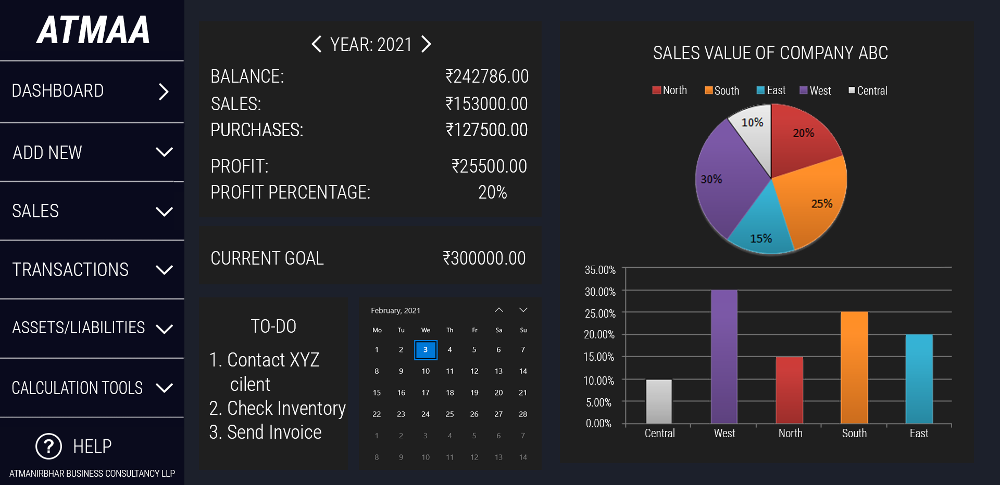 ATMAA
DASHBOARD
ADD NEW
SALES
TRANSACTIONS
ASSETS/LIABILITIES
CALCULATION TOOLS
? HELP
ATMANIRBHAR BUSINESS CONSULTANCY LLP
YEAR: 2021
BALANCE: ₹242786.00
SALES: ₹153000.00
PURCHASES: ₹127500.00
PROFIT: ₹25500.00
PROFIT PERCENTAGE: 20%
CURRENT GOAL ₹300000.00
TO-DO
1. Contact XYZ
cilent
2. Check Inventory
3. Send Invoice
February, 2021
Mo Tu We Th Fr Sa Su
1 2 3 4 5 6 7
8 9 10 11 12 13 14
15 16 17 18 19 20 21
22 23 24 25 26 27 28
1 2 3 4 5 6 7
8 9 10 11 12 13 14
SALES VALUE OF COMPANY ABC
North South East West Central
10%
20%
30%
25%
15%
35.00%
30.00%
25.00%
20.00%
15.00%
10.00%
5.00%
0.00%
Central West North South East